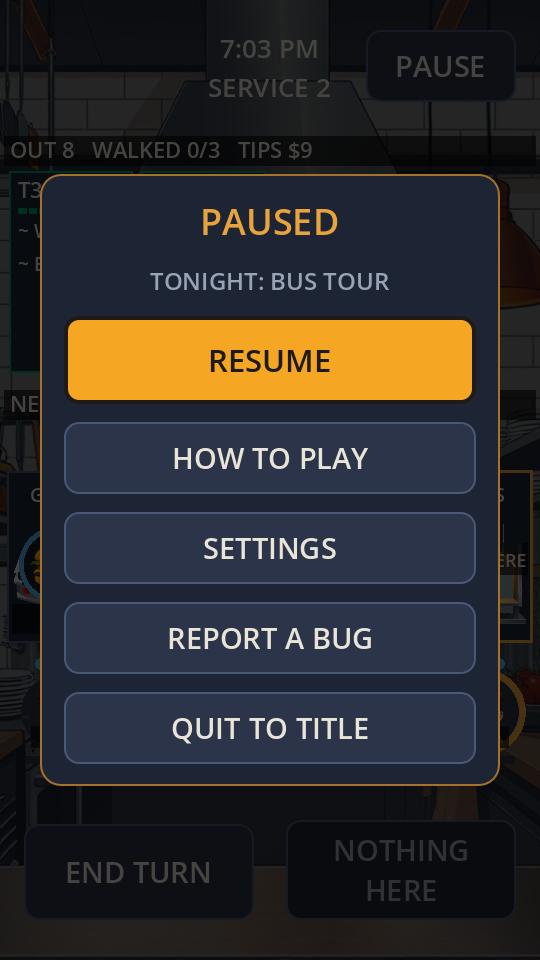 7:03 PM
SERVICE 2
PAUSE
OUT 8 WALKED 0/3 TIPS $9
T3
PAUSED
TONIGHT: BUS TOUR
RESUME
HOW TO PLAY
SETTINGS
REPORT A BUG
QUIT TO TITLE
END TURN
NOTHING
HERE